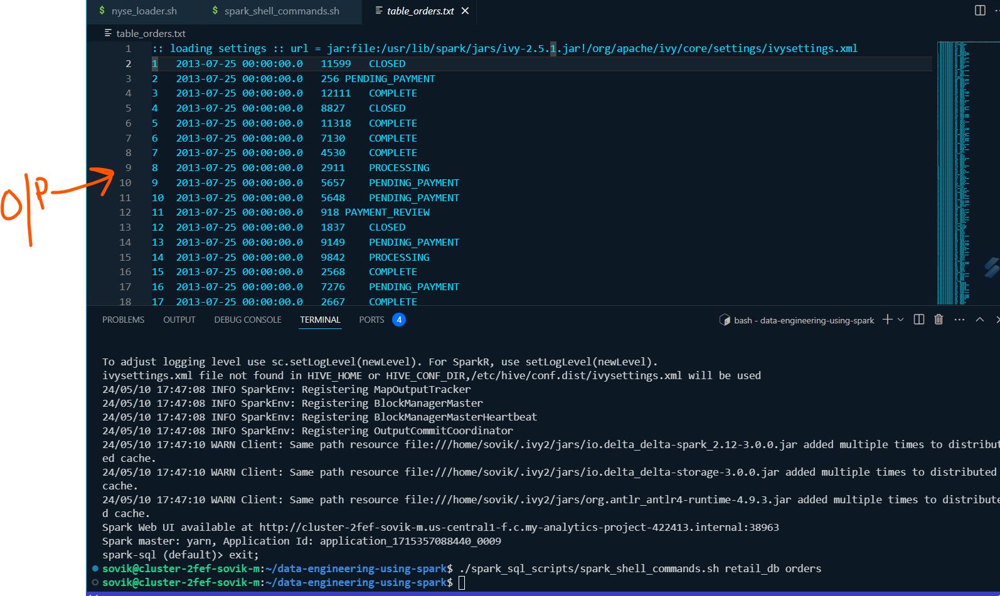 $ nyse_loader.sh $ spark_shell_commands.sh table_orders.txt
table_orders.txt
1 :: loading settings :: url = jar:file:/usr/lib/spark/jars/ivy-2.5.1.jar!/org/apache/ivy/core/settings/ivysettings.xml
2 1 2013-07-25 00:00:00.0 11599 CLOSED
3 2 2013-07-25 00:00:00.0 256 PENDING_PAYMENT
4 3 2013-07-25 00:00:00.0 12111 COMPLETE
5 4 2013-07-25 00:00:00.0 8827 CLOSED
6 5 2013-07-25 00:00:00.0 11318 COMPLETE
7 6 2013-07-25 00:00:00.0 7130 COMPLETE
8 7 2013-07-25 00:00:00.0 4530 COMPLETE
9 8 2013-07-25 00:00:00.0 2911 PROCESSING
10 9 2013-07-25 00:00:00.0 5657 PENDING_PAYMENT
11 10 2013-07-25 00:00:00.0 5648 PENDING_PAYMENT
12 11 2013-07-25 00:00:00.0 918 PAYMENT_REVIEW
13 12 2013-07-25 00:00:00.0 1837 CLOSED
14 13 2013-07-25 00:00:00.0 9149 PENDING_PAYMENT
15 14 2013-07-25 00:00:00.0 9842 PROCESSING
16 15 2013-07-25 00:00:00.0 2568 COMPLETE
17 16 2013-07-25 00:00:00.0 7276 PENDING_PAYMENT
18 17 2013-07-25 00:00:00.0 2667 COMPLETE
O/P
PROBLEMS OUTPUT DEBUG CONSOLE TERMINAL PORTS 4 bash - data-engineering-using-spark
To adjust logging level use sc.setLogLevel(newLevel). For SparkR, use setLogLevel(newLevel).
ivysettings.xml file not found in HIVE_HOME or HIVE_CONF_DIR,/etc/hive/conf.dist/ivysettings.xml will be used
24/05/10 17:47:08 INFO SparkEnv: Registering MapOutputTracker
24/05/10 17:47:08 INFO SparkEnv: Registering BlockManagerMaster
24/05/10 17:47:08 INFO SparkEnv: Registering BlockManagerMasterHeartbeat
24/05/10 17:47:08 INFO SparkEnv: Registering OutputCommitCoordinator
24/05/10 17:47:10 WARN Client: Same path resource file:///home/sovik/.ivy2/jars/io.delta_delta-spark_2.12-3.0.0.jar added multiple times to distribut
ed cache.
24/05/10 17:47:10 WARN Client: Same path resource file:///home/sovik/.ivy2/jars/io.delta_delta-storage-3.0.0.jar added multiple times to distributed
cache.
24/05/10 17:47:10 WARN Client: Same path resource file:///home/sovik/.ivy2/jars/org.antlr_antlr4-runtime-4.9.3.jar added multiple times to distribute
d cache.
Spark Web UI available at http://cluster-2fef-sovik-m.us-central1-f.c.my-analytics-project-422413.internal:38963
Spark master: yarn, Application Id: application_1715357088440_0009
spark-sql (default)> exit;
sovik@cluster-2fef-sovik-m:~/data-engineering-using-spark$ ./spark_sql_scripts/spark_shell_commands.sh retail_db orders
sovik@cluster-2fef-sovik-m:~/data-engineering-using-spark$